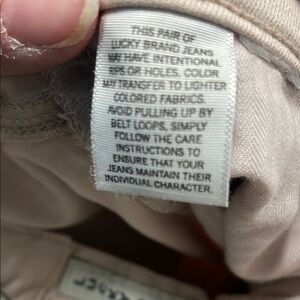 THIS PAIR OF
LUCKY BRAND JEANS
MAY HAVE INTENTIONAL
RIPS OR HOLES. COLOR
MAY TRANSFER TO LIGHTER
COLORED FABRICS.
AVOID PULLING UP BY
BELT LOOPS, SIMPLY
FOLLOW THE CARE
INSTRUCTIONS TO
ENSURE THAT YOUR
JEANS MAINTAIN THEIR
INDIVIDUAL CHARACTER.